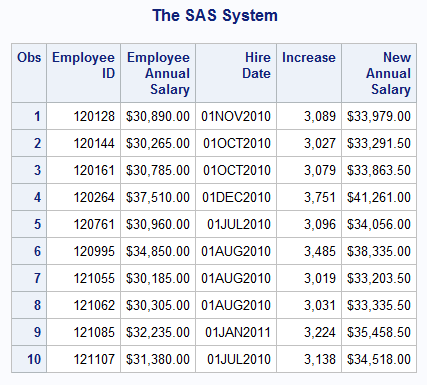 The SAS System
Obs Employee ID Employee Annual Salary Hire Date Increase New Annual Salary
1 120128 $30,890.00 01NOV2010 3,089 $33,979.00
2 120144 $30,265.00 01OCT2010 3,027 $33,291.50
3 120161 $30,785.00 01OCT2010 3,079 $33,863.50
4 120264 $37,510.00 01DEC2010 3,751 $41,261.00
5 120761 $30,960.00 01JUL2010 3,096 $34,056.00
6 120995 $34,850.00 01AUG2010 3,485 $38,335.00
7 121055 $30,185.00 01AUG2010 3,019 $33,203.50
8 121062 $30,305.00 01AUG2010 3,031 $33,335.50
9 121085 $32,235.00 01JAN2011 3,224 $35,458.50
10 121107 $31,380.00 01JUL2010 3,138 $34,518.00